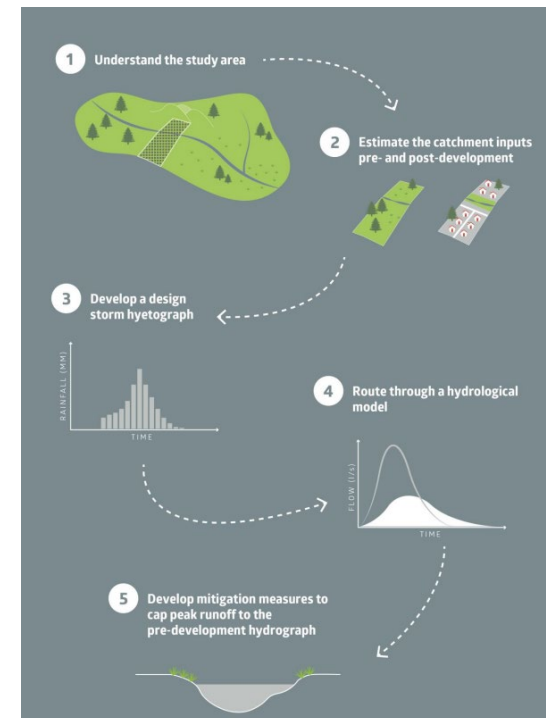 1
Understand the study area
2
Estimate the catchment inputs
pre- and post-development
3
Develop a design
storm hyetograph
RAINFALL (MM)
TIME
4
Route through a hydrological
model
FLOW (l/s)
TIME
5
Develop mitigation measures to
cap peak runoff to the
pre-development hydrograph